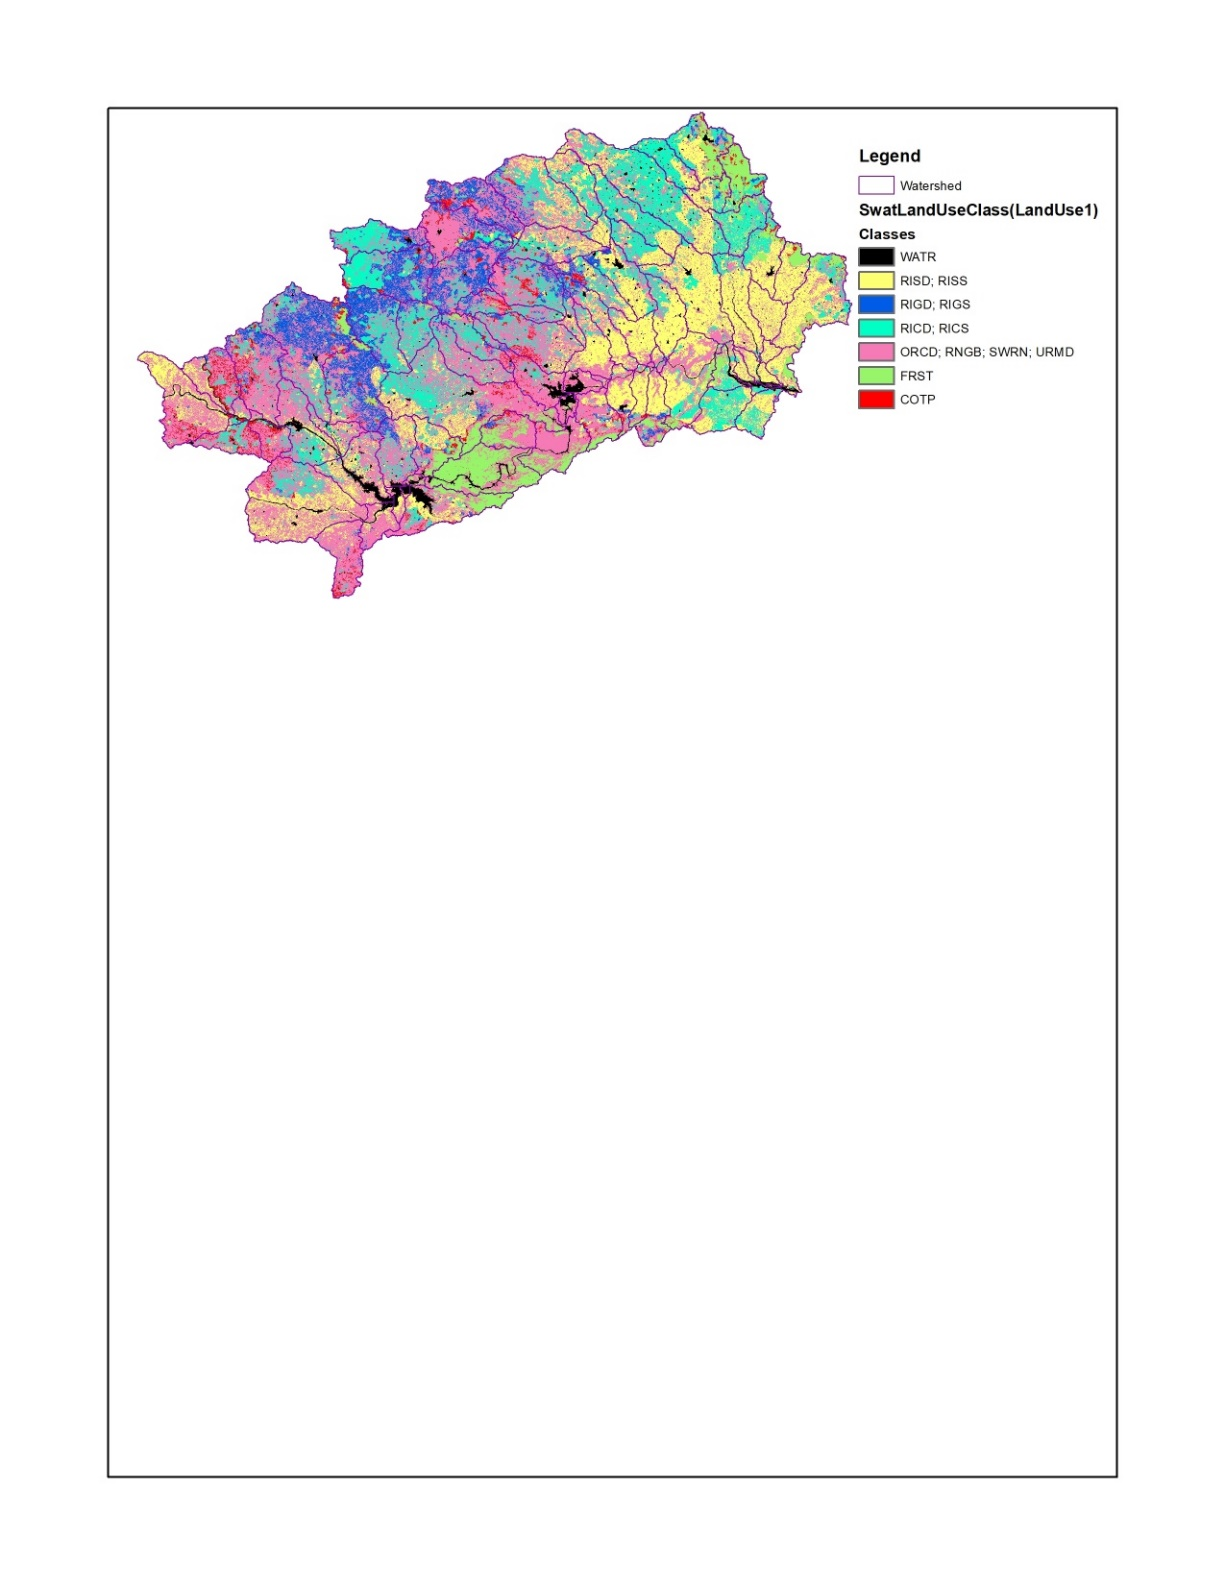 Legend
Watershed
SwatLandUseClass(LandUse1)
Classes
WATR
RISD; RISS
RIGD; RIGS
RICD; RICS
ORCD; RNGB; SWRN; URMD
FRST
COTP